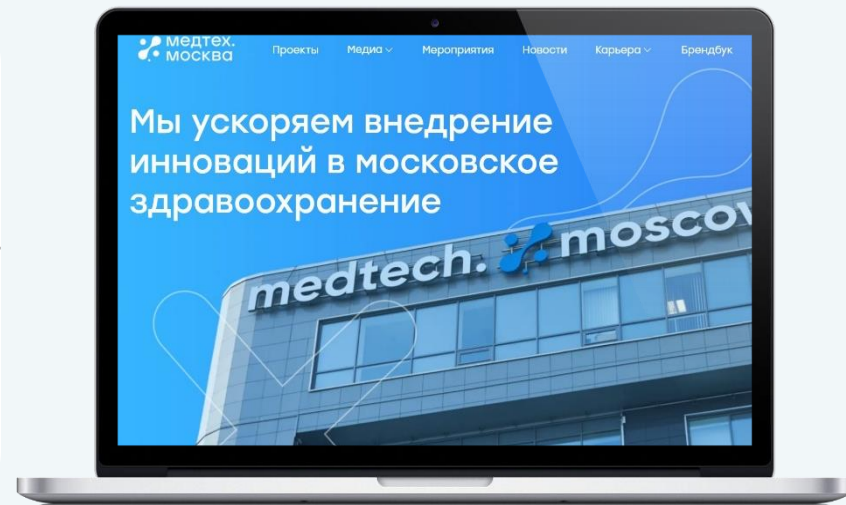 медтех.
москва
Проекты
Медиа
Мероприятия
Новости
Карьера
Брендбук
Мы ускоряем внедрение
инноваций в московское
здравоохранение
medtech. moscow